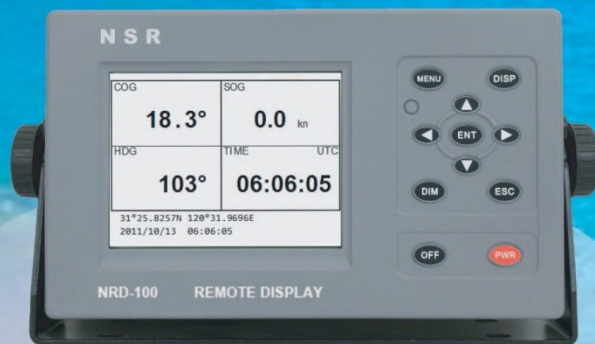 NSR
MENU DISP
COG SOG
18.3° 0.0 kn
ENT
HDG TIME UTC
103° 06:06:05
DIM ESC
31°25.8257N 120°31.9696E
2011/10/13 06:06:05
OFF PWR
NRD-100 REMOTE DISPLAY